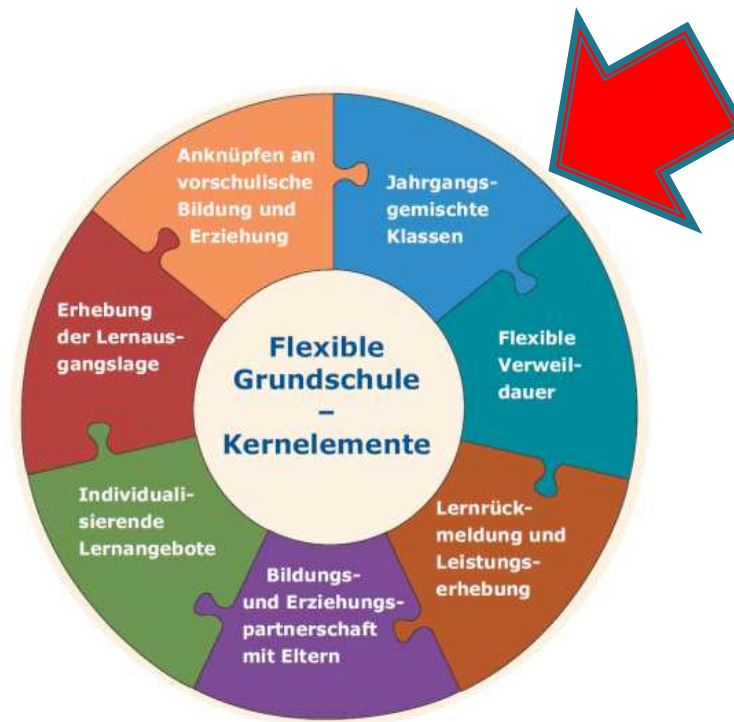 Anknüpfen an
vorschulische
Bildung und
Erziehung
Jahrgangs-
gemischte
Klassen
Flexible
Verweil-
dauer
Lernrück-
meldung und
Leistungs-
erhebung
Bildungs-
und Erziehungs-
partnerschaft
mit Eltern
Individuali-
sierende
Lernangebote
Erhebung
der Lernaus-
gangslage
Flexible
Grundschule
–
Kernelemente